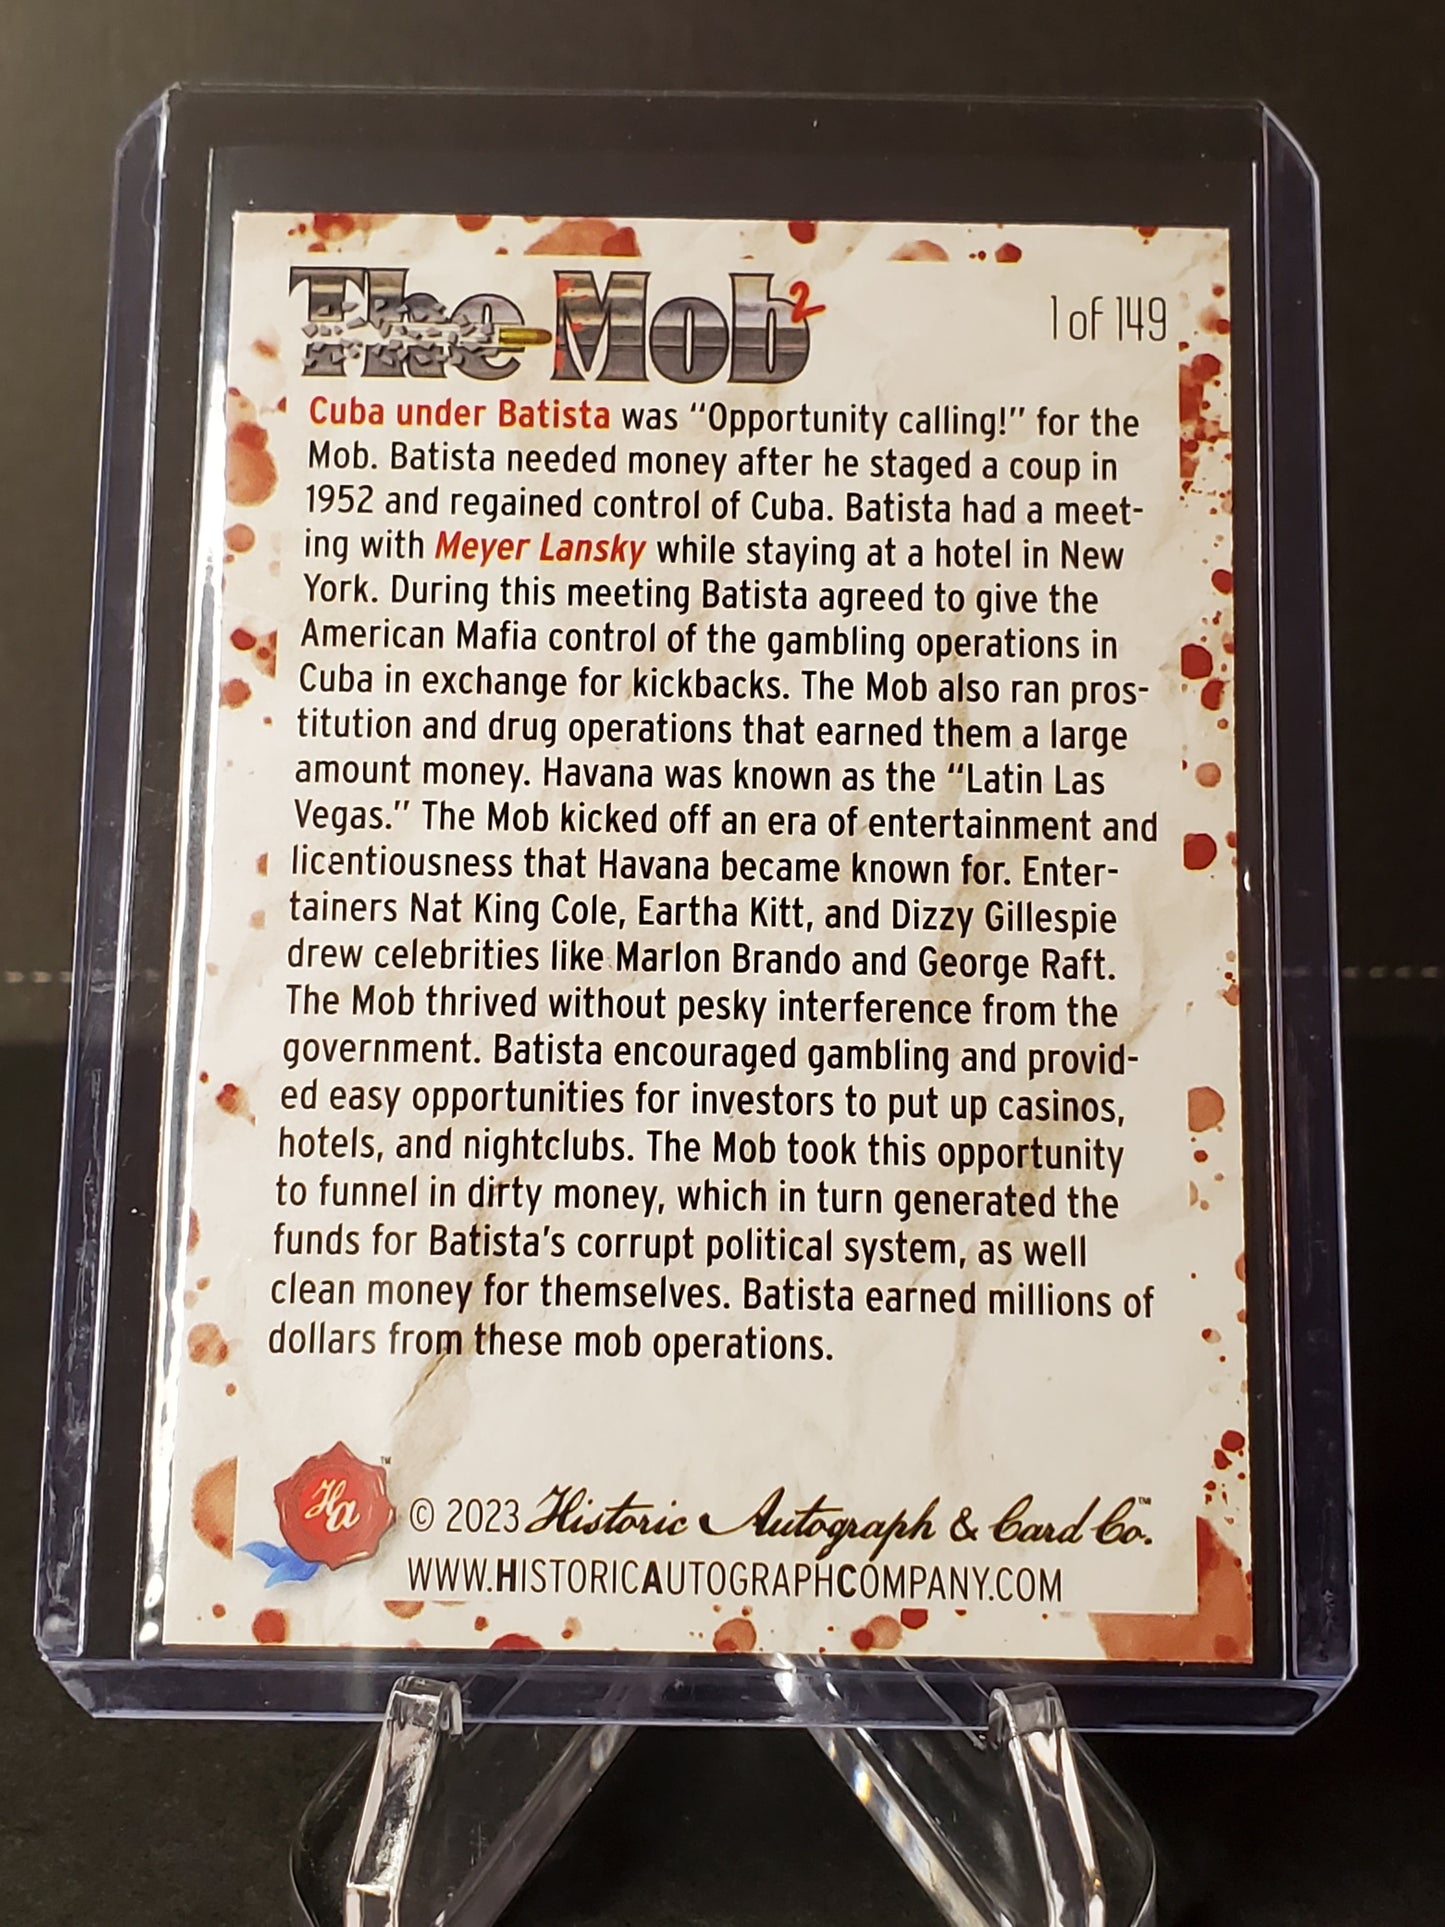 The Mob2
1 of 149
Cuba under Batista was "Opportunity calling!" for the
Mob. Batista needed money after he staged a coup in
1952 and regained control of Cuba. Batista had a meet-
ing with Meyer Lansky while staying at a hotel in New
York. During this meeting Batista agreed to give the
American Mafia control of the gambling operations in
Cuba in exchange for kickbacks. The Mob also ran pros-
titution and drug operations that earned them a large
amount money. Havana was known as the "Latin Las
Vegas." The Mob kicked off an era of entertainment and
licentiousness that Havana became known for. Enter-
tainers Nat King Cole, Eartha Kitt, and Dizzy Gillespie
drew celebrities like Marlon Brando and George Raft.
The Mob thrived without pesky interference from the
government. Batista encouraged gambling and provid-
ed easy opportunities for investors to put up casinos,
hotels, and nightclubs. The Mob took this opportunity
to funnel in dirty money, which in turn generated the
funds for Batista's corrupt political system, as well
clean money for themselves. Batista earned millions of
dollars from these mob operations.
Ha ™
© 2023 Historic Autograph & Card Co.™
WWW.HISTORICAUTOGRAPHCOMPANY.COM